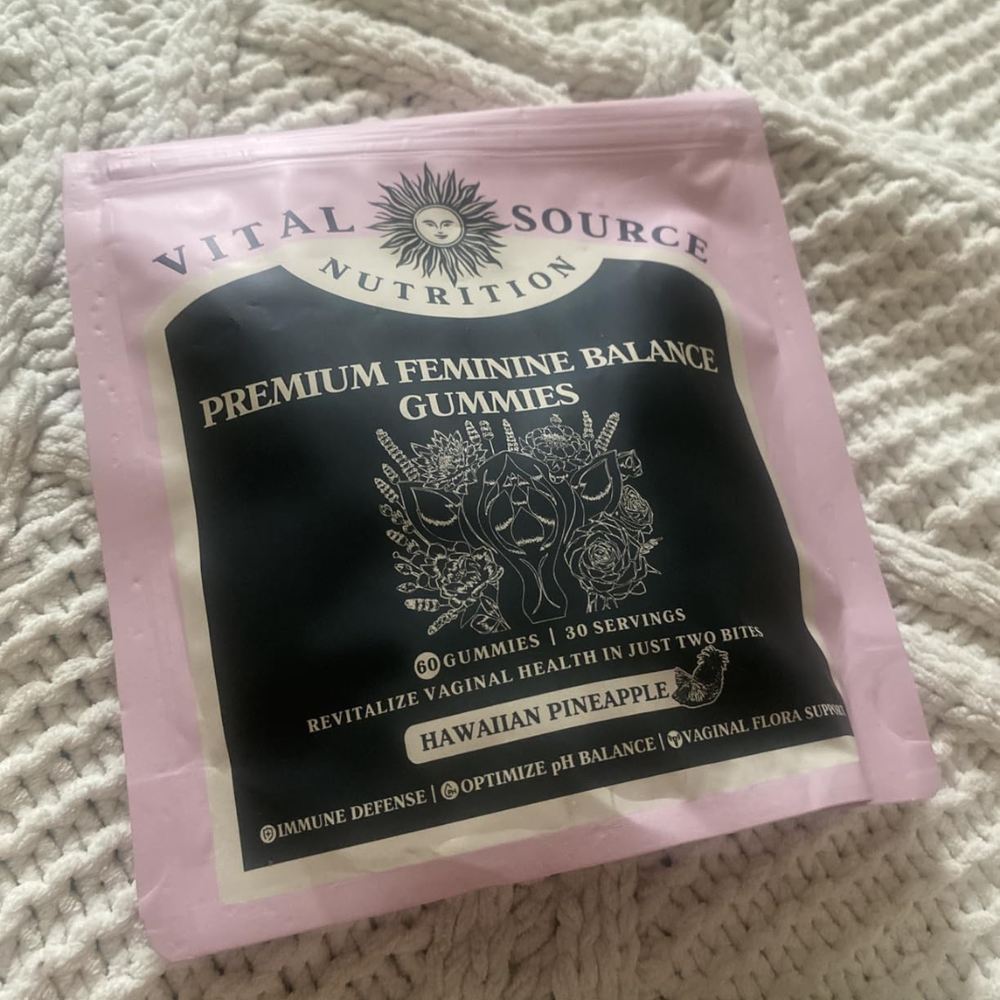 VITAL SOURCE
NUTRITION
PREMIUM FEMININE BALANCE
GUMMIES
60 GUMMIES | 30 SERVINGS
REVITALIZE VAGINAL HEALTH IN JUST TWO BITES
HAWAIIAN PINEAPPLE
IMMUNE DEFENSE | OPTIMIZE pH BALANCE | VAGINAL FLORA SUPPORT